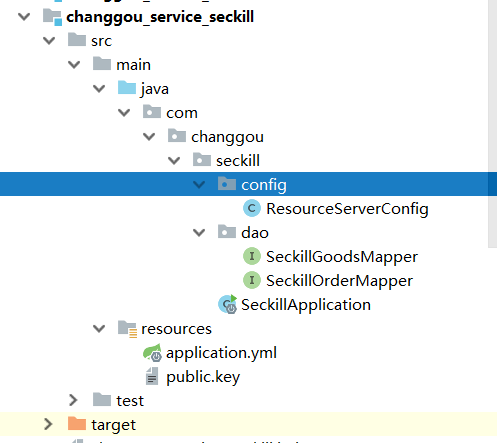 changgou_service_seckill
src
main
java
com
changgou
seckill
config
ResourceServerConfig
dao
SeckillGoodsMapper
SeckillOrderMapper
SeckillApplication
resources
application.yml
public.key
test
target